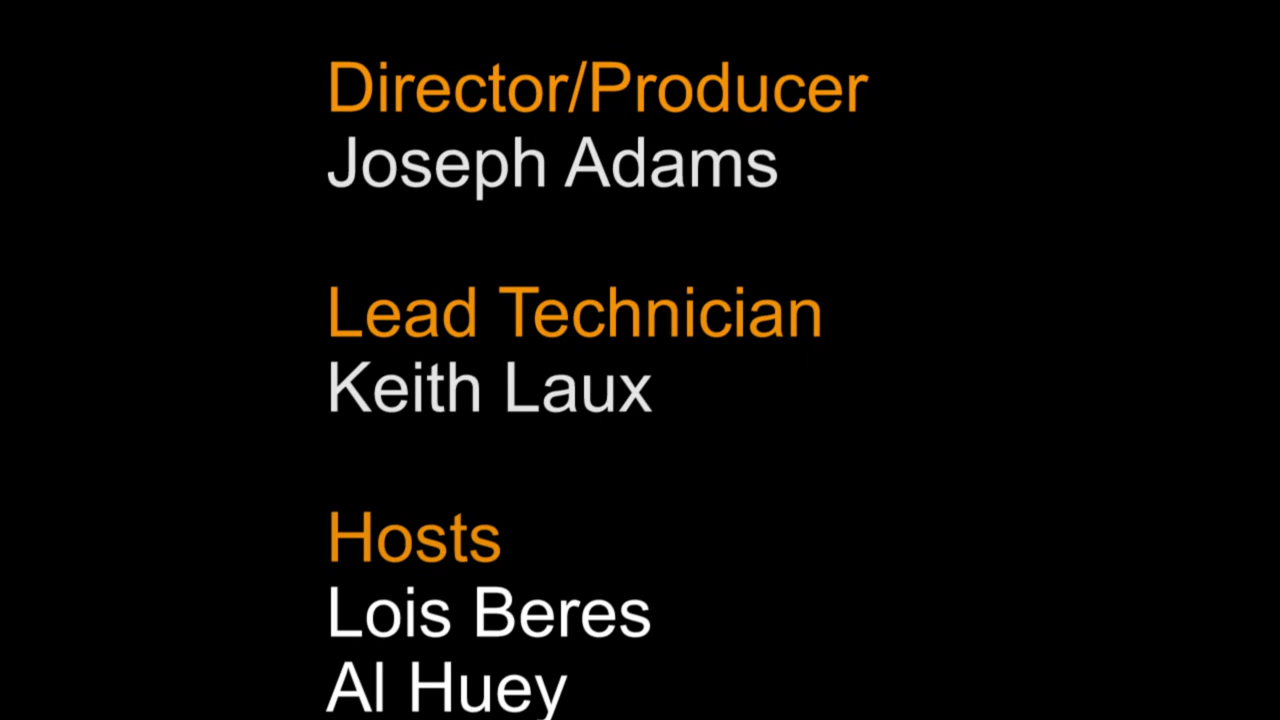 Director/Producer
Joseph Adams
Lead Technician
Keith Laux
Hosts
Lois Beres
Al Huey